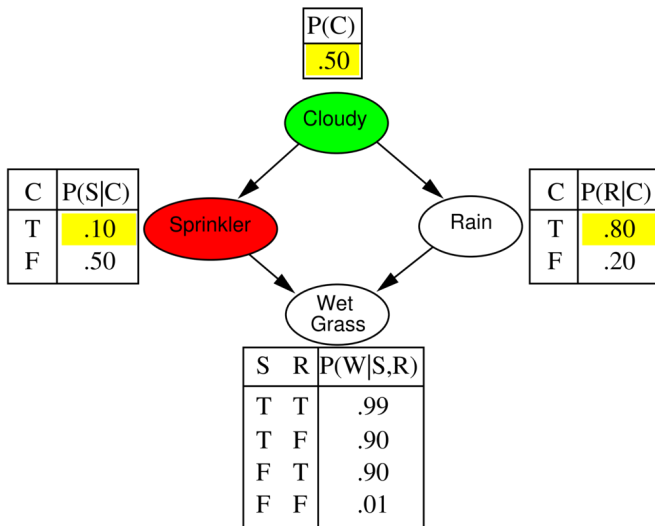 P(C)
.50
Cloudy
C P(S|C)
T .10
F .50
Sprinkler
Rain
C P(R|C)
T .80
F .20
Wet
Grass
S R P(W|S,R)
T T .99
T F .90
F T .90
F F .01